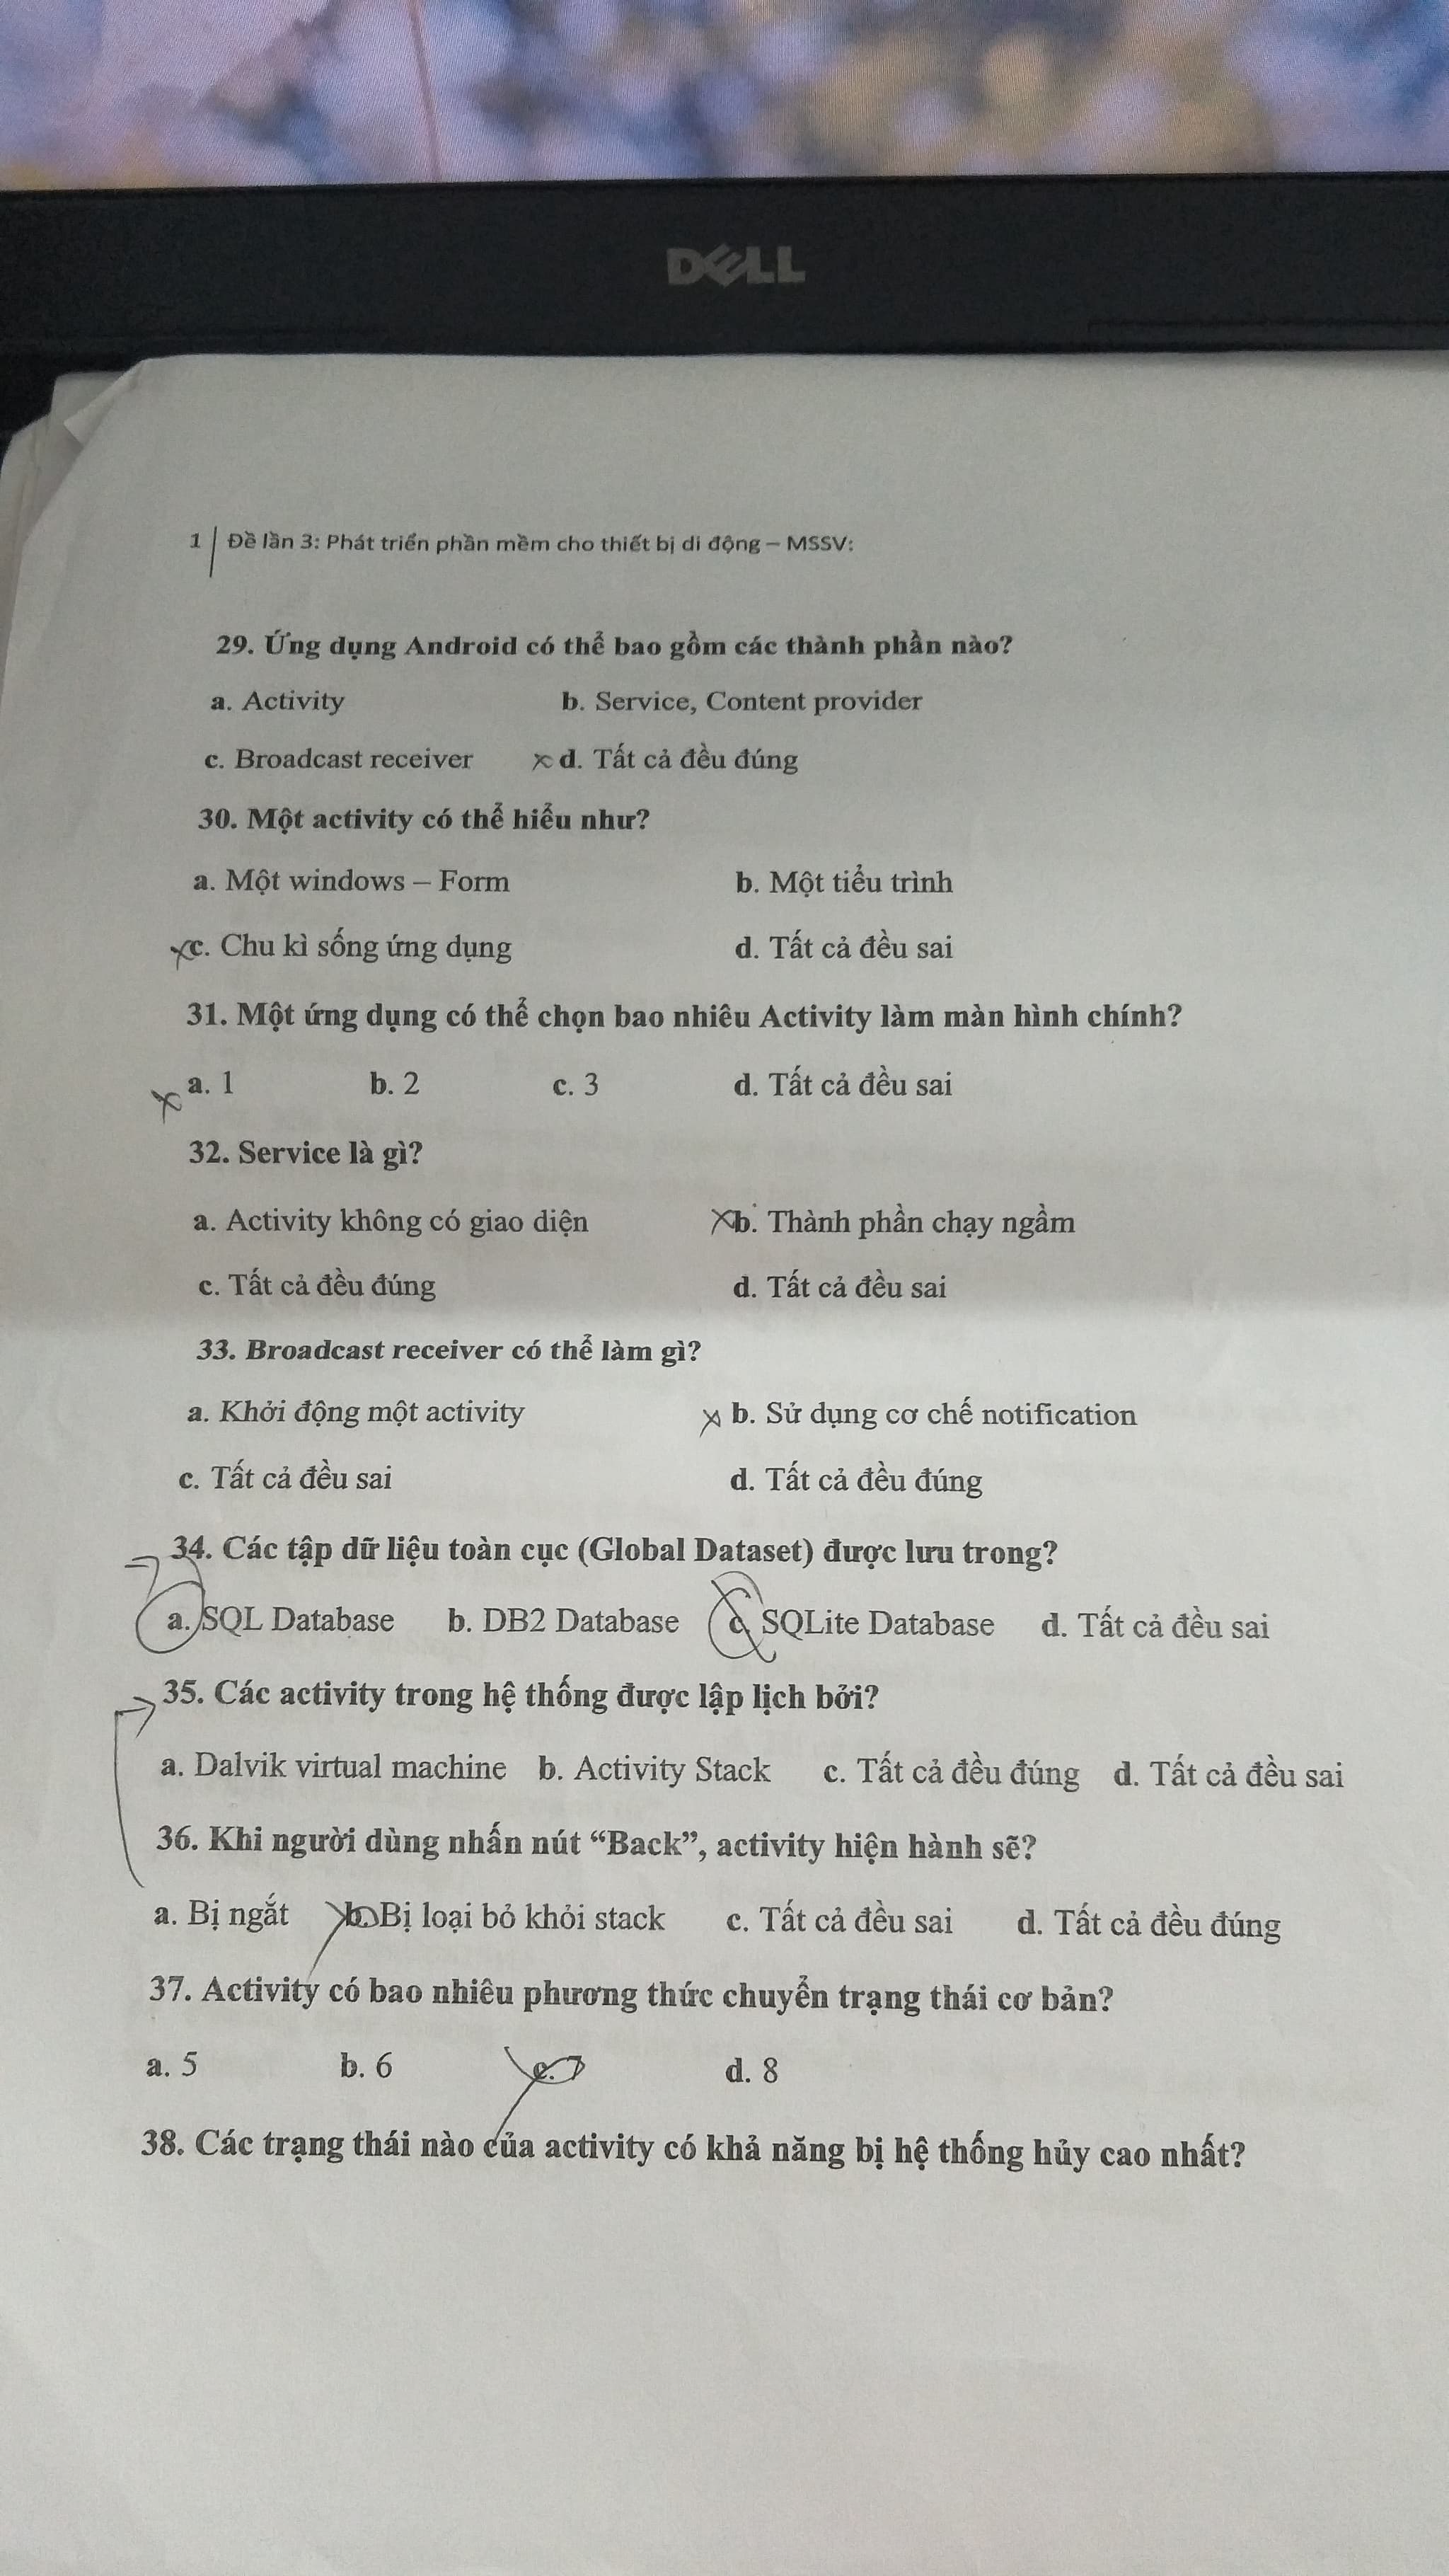 DELL
1 | Đề lần 3: Phát triển phần mềm cho thiết bị di động – MSSV:
29. Ứng dụng Android có thể bao gồm các thành phần nào?
a. Activity b. Service, Content provider
c. Broadcast receiver x d. Tất cả đều đúng
30. Một activity có thể hiểu như?
a. Một windows – Form b. Một tiểu trình
x c. Chu kì sống ứng dụng d. Tất cả đều sai
31. Một ứng dụng có thể chọn bao nhiêu Activity làm màn hình chính?
x a. 1 b. 2 c. 3 d. Tất cả đều sai
32. Service là gì?
a. Activity không có giao diện x b. Thành phần chạy ngầm
c. Tất cả đều đúng d. Tất cả đều sai
33. Broadcast receiver có thể làm gì?
a. Khởi động một activity x b. Sử dụng cơ chế notification
c. Tất cả đều sai d. Tất cả đều đúng
34. Các tập dữ liệu toàn cục (Global Dataset) được lưu trong?
a. SQL Database b. DB2 Database c. SQLite Database d. Tất cả đều sai
35. Các activity trong hệ thống được lập lịch bởi?
a. Dalvik virtual machine b. Activity Stack c. Tất cả đều đúng d. Tất cả đều sai
36. Khi người dùng nhấn nút “Back”, activity hiện hành sẽ?
a. Bị ngắt b. Bị loại bỏ khỏi stack c. Tất cả đều sai d. Tất cả đều đúng
37. Activity có bao nhiêu phương thức chuyển trạng thái cơ bản?
a. 5 b. 6 c. 7 d. 8
38. Các trạng thái nào của activity có khả năng bị hệ thống hủy cao nhất?